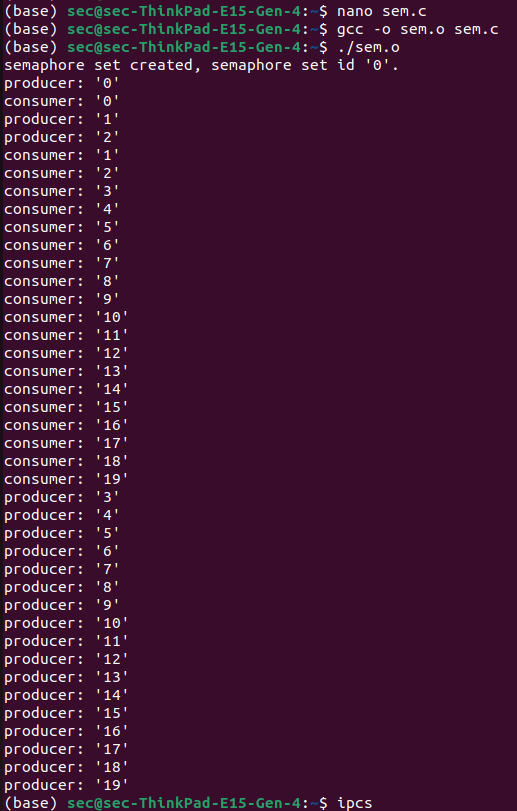 (base) sec@sec-ThinkPad-E15-Gen-4:~$ nano sem.c
(base) sec@sec-ThinkPad-E15-Gen-4:~$ gcc -o sem.o sem.c
(base) sec@sec-ThinkPad-E15-Gen-4:~$ ./sem.o
semaphore set created, semaphore set id '0'.
producer: '0'
consumer: '0'
producer: '1'
producer: '2'
consumer: '1'
consumer: '2'
consumer: '3'
consumer: '4'
consumer: '5'
consumer: '6'
consumer: '7'
consumer: '8'
consumer: '9'
consumer: '10'
consumer: '11'
consumer: '12'
consumer: '13'
consumer: '14'
consumer: '15'
consumer: '16'
consumer: '17'
consumer: '18'
consumer: '19'
producer: '3'
producer: '4'
producer: '5'
producer: '6'
producer: '7'
producer: '8'
producer: '9'
producer: '10'
producer: '11'
producer: '12'
producer: '13'
producer: '14'
producer: '15'
producer: '16'
producer: '17'
producer: '18'
producer: '19'
(base) sec@sec-ThinkPad-E15-Gen-4:~$ ipcs